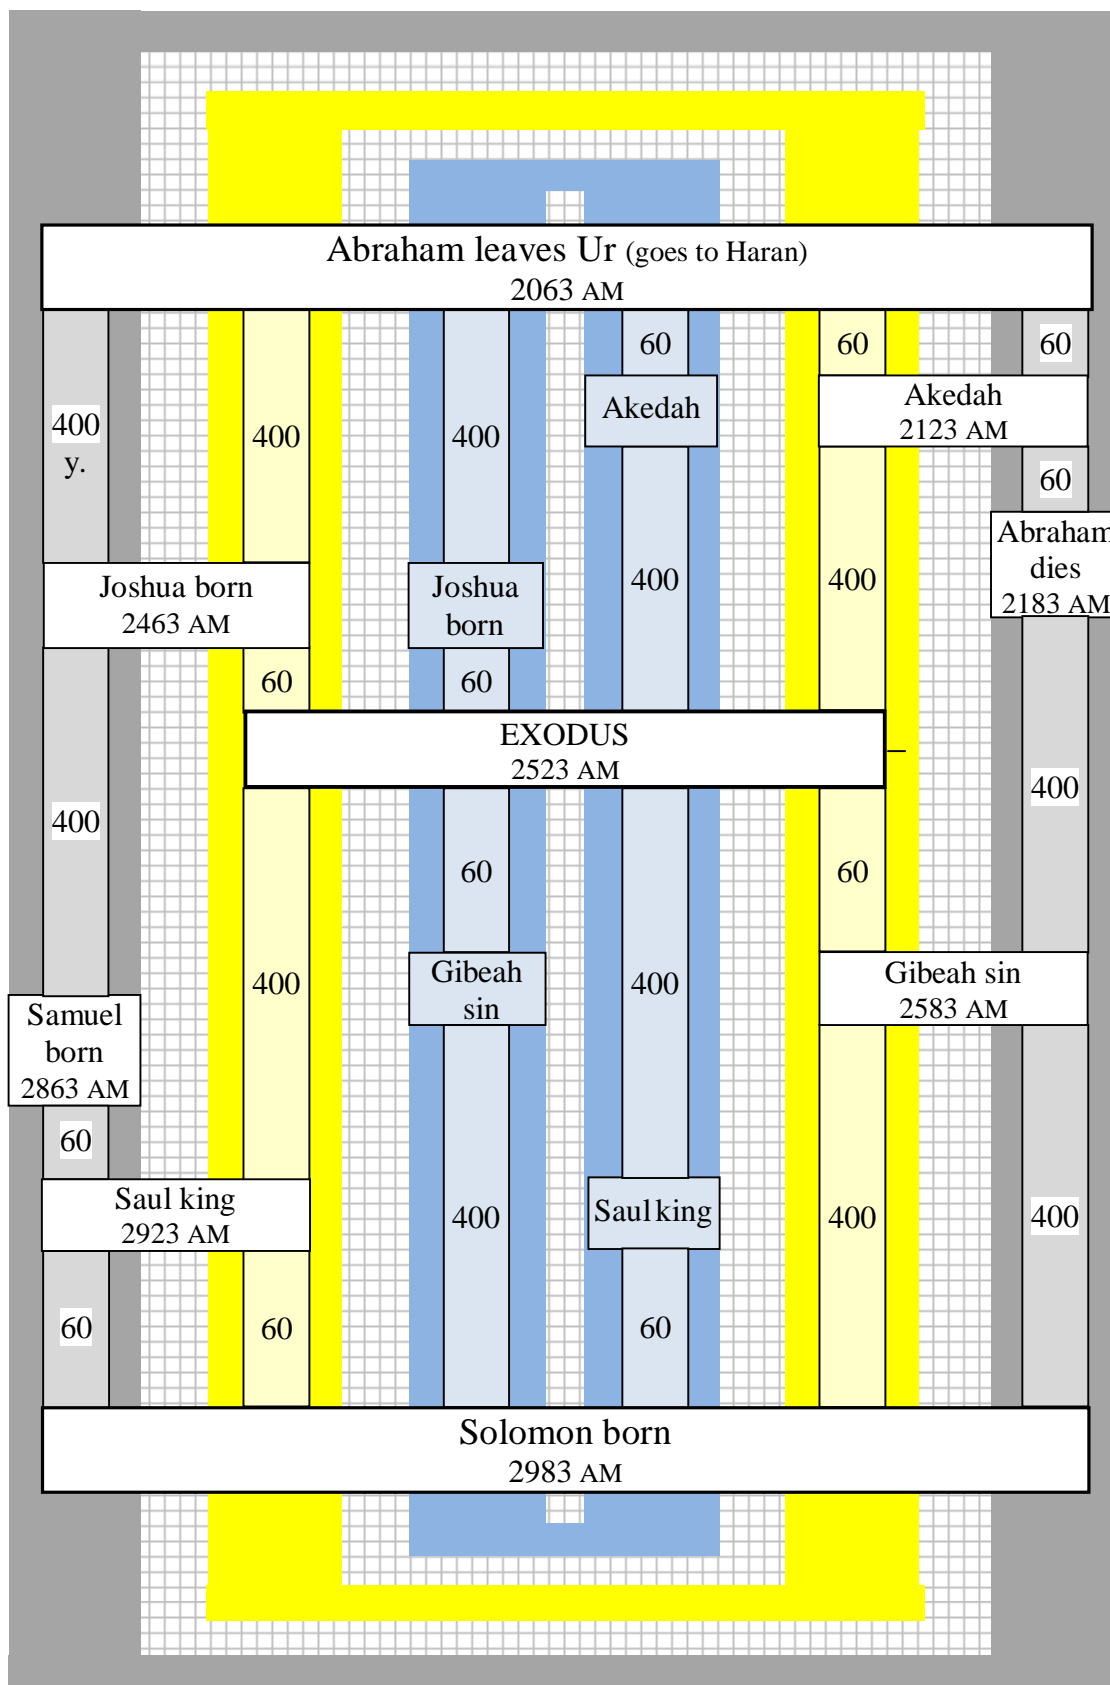 Abraham leaves Ur (goes to Haran)
2063 AM
60
60
60
Akedah
Akedah
2123 AM
400
y.
400
400
60
Abraham
dies
2183 AM
Joshua born
2463 AM
Joshua
born
400
400
60
60
EXODUS
2523 AM
400
400
60
60
Gibeah
sin
400
400
Gibeah sin
2583 AM
Samuel
born
2863 AM
60
Saul king
2923 AM
400
Saul king
400
400
60
60
60
Solomon born
2983 AM